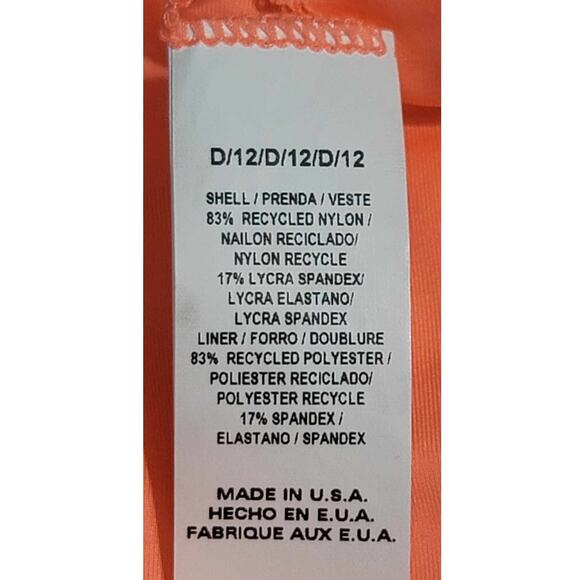 D/12/D/12/D/12
SHELL / PRENDA / VESTE
83% RECYCLED NYLON /
NAILON RECICLADO/
NYLON RECYCLE
17% LYCRA SPANDEX/
LYCRA ELASTANO/
LYCRA SPANDEX
LINER / FORRO / DOUBLURE
83% RECYCLED POLYESTER /
POLIESTER RECICLADO/
POLYESTER RECYCLE
17% SPANDEX /
ELASTANO / SPANDEX
MADE IN U.S.A.
HECHO EN E.U.A.
FABRIQUE AUX E.U.A.